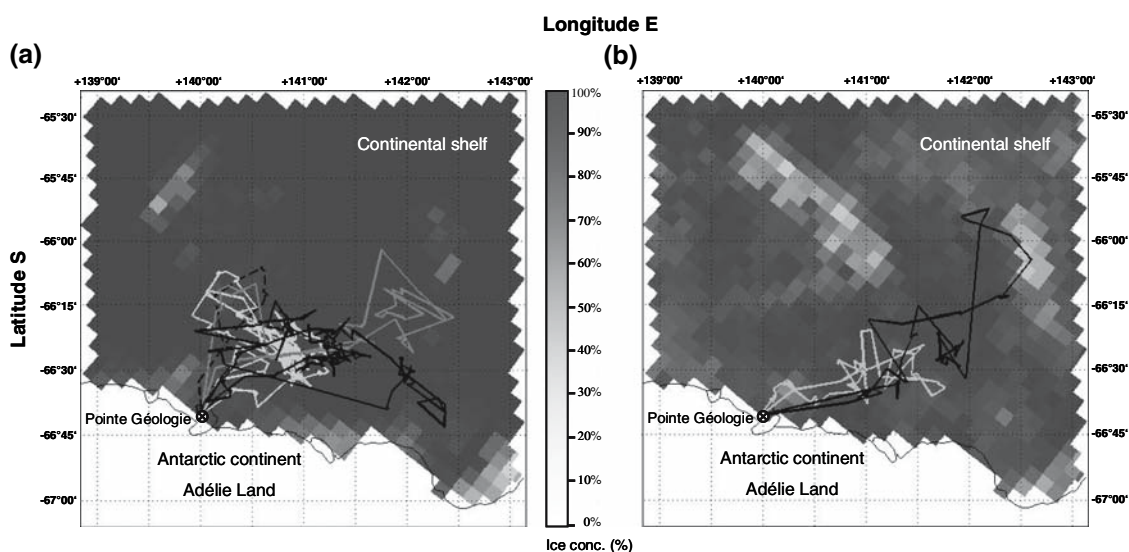 Longitude E
(a)
(b)
+139°00' +140°00' +141°00' +142°00' +143°00'
+139°00' +140°00' +141°00' +142°00' +143°00'
Latitude S
-65°30'
-65°45'
-66°00'
-66°15'
-66°30'
-66°45'
-67°00'
Continental shelf
Pointe Géologie
Antarctic continent
Adélie Land
100%
90%
80%
70%
60%
50%
40%
30%
20%
10%
0%
Ice conc. (%)
Continental shelf
Pointe Géologie
Antarctic continent
Adélie Land
-65°30'
-65°45'
-66°00'
-66°15'
-66°30'
-66°45'
-67°00'